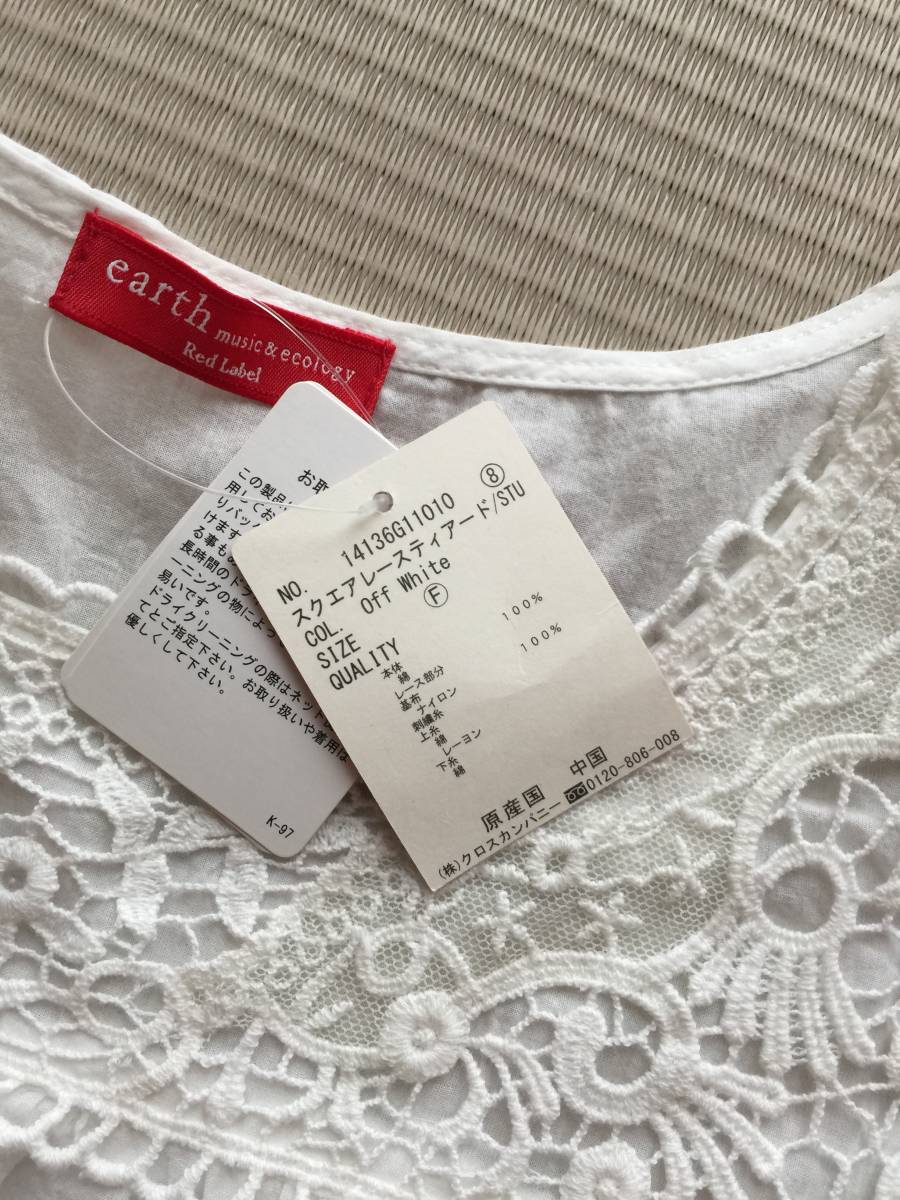 earth
music&ecology
Red Label
お取
この製品
用してお
りパック
けます
る事も
長時間の
ーニングの物によっ
易いです。
ドライクリーニングの際はネット
てとご指定下さい。お取り扱いや着用は
優しくして下さい。
K-97
⑧
NO. 14136G11010
スクエアレースティアード/STU
COL. Off White
SIZE Ⓕ
QUALITY
本体
綿 100%
レース部分
基布
ナイロン 100%
刺繍糸
上糸
綿
レーヨン
下糸
綿
原産国 中国
(株)クロスカンパニー 0120-806-008